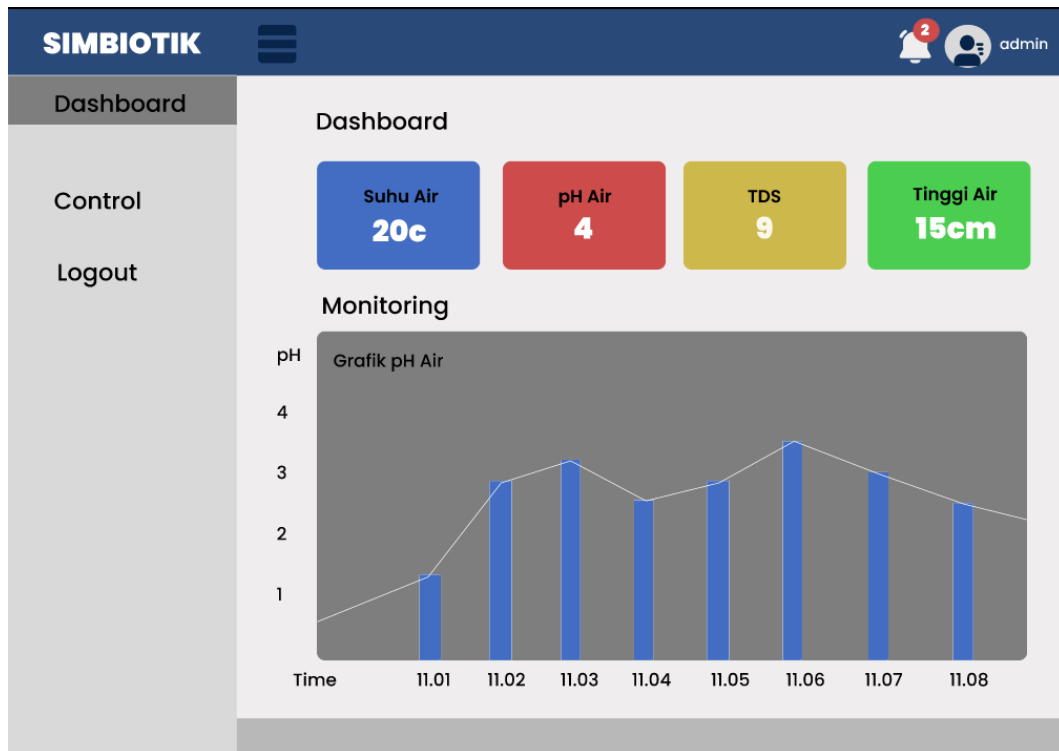 SIMBIOTIK
2
admin
Dashboard
Control
Logout
Dashboard
Suhu Air
20c
pH Air
4
TDS
9
Tinggi Air
15cm
Monitoring
pH
Grafik pH Air
4
3
2
1
Time 11.01 11.02 11.03 11.04 11.05 11.06 11.07 11.08